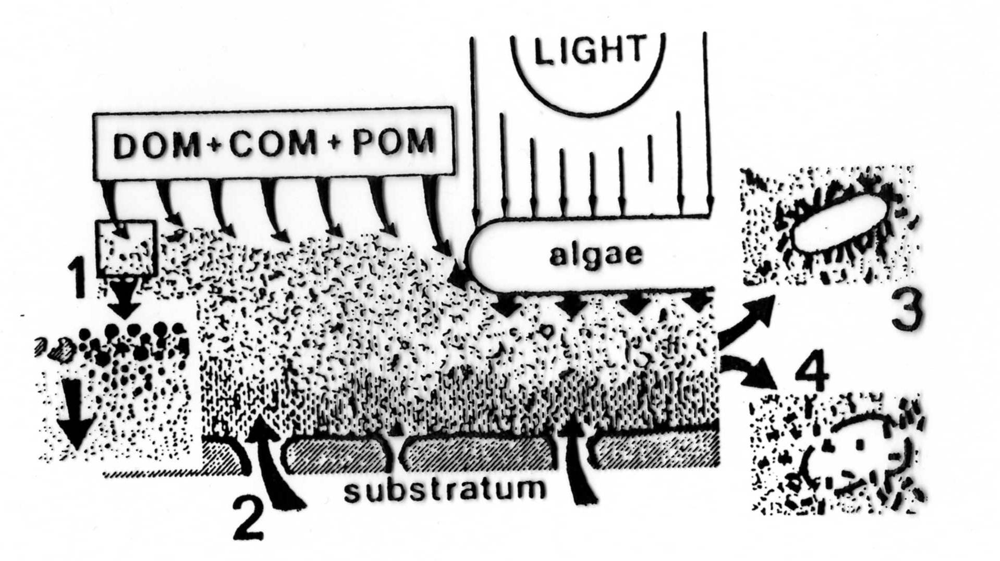 LIGHT
DOM+COM+POM
algae
1
3
4
substratum
2